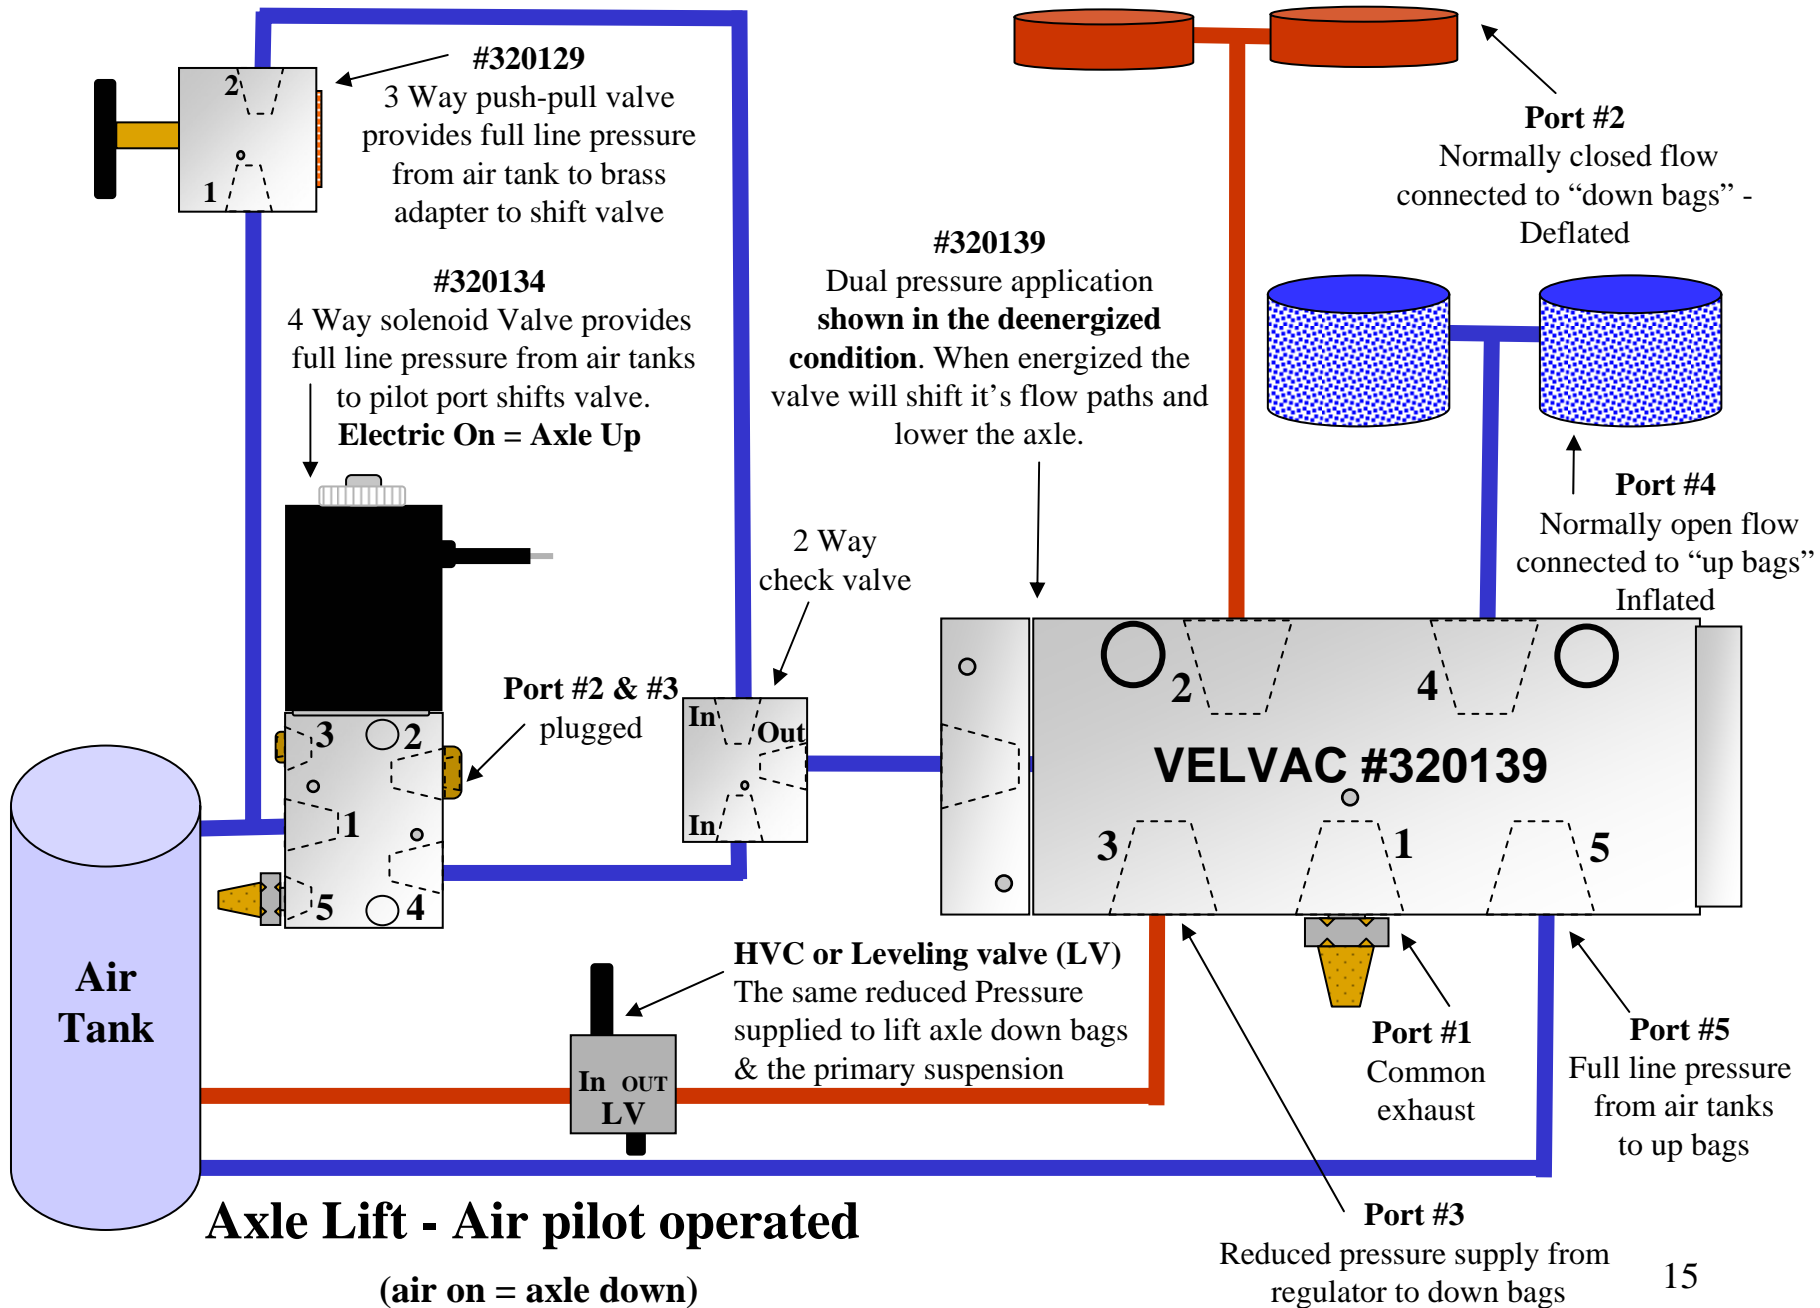 #320129
3 Way push-pull valve
provides full line pressure
from air tank to brass
adapter to shift valve
2
1
#320134
4 Way solenoid Valve provides
full line pressure from air tanks
to pilot port shifts valve.
Electric On = Axle Up
Port #2
Normally closed flow
connected to “down bags” -
Deflated
#320139
Dual pressure application
shown in the deenergized
condition. When energized the
valve will shift it’s flow paths and
lower the axle.
Port #4
Normally open flow
connected to “up bags”
Inflated
2 Way
check valve
Port #2 & #3
plugged
3
2
1
5
4
In
Out
In
2
4
VELVAC #320139
3
1
5
Air
Tank
HVC or Leveling valve (LV)
The same reduced Pressure
supplied to lift axle down bags
& the primary suspension
In OUT
LV
Port #1
Common
exhaust
Port #5
Full line pressure
from air tanks
to up bags
Port #3
Reduced pressure supply from
regulator to down bags
Axle Lift - Air pilot operated
(air on = axle down)
15